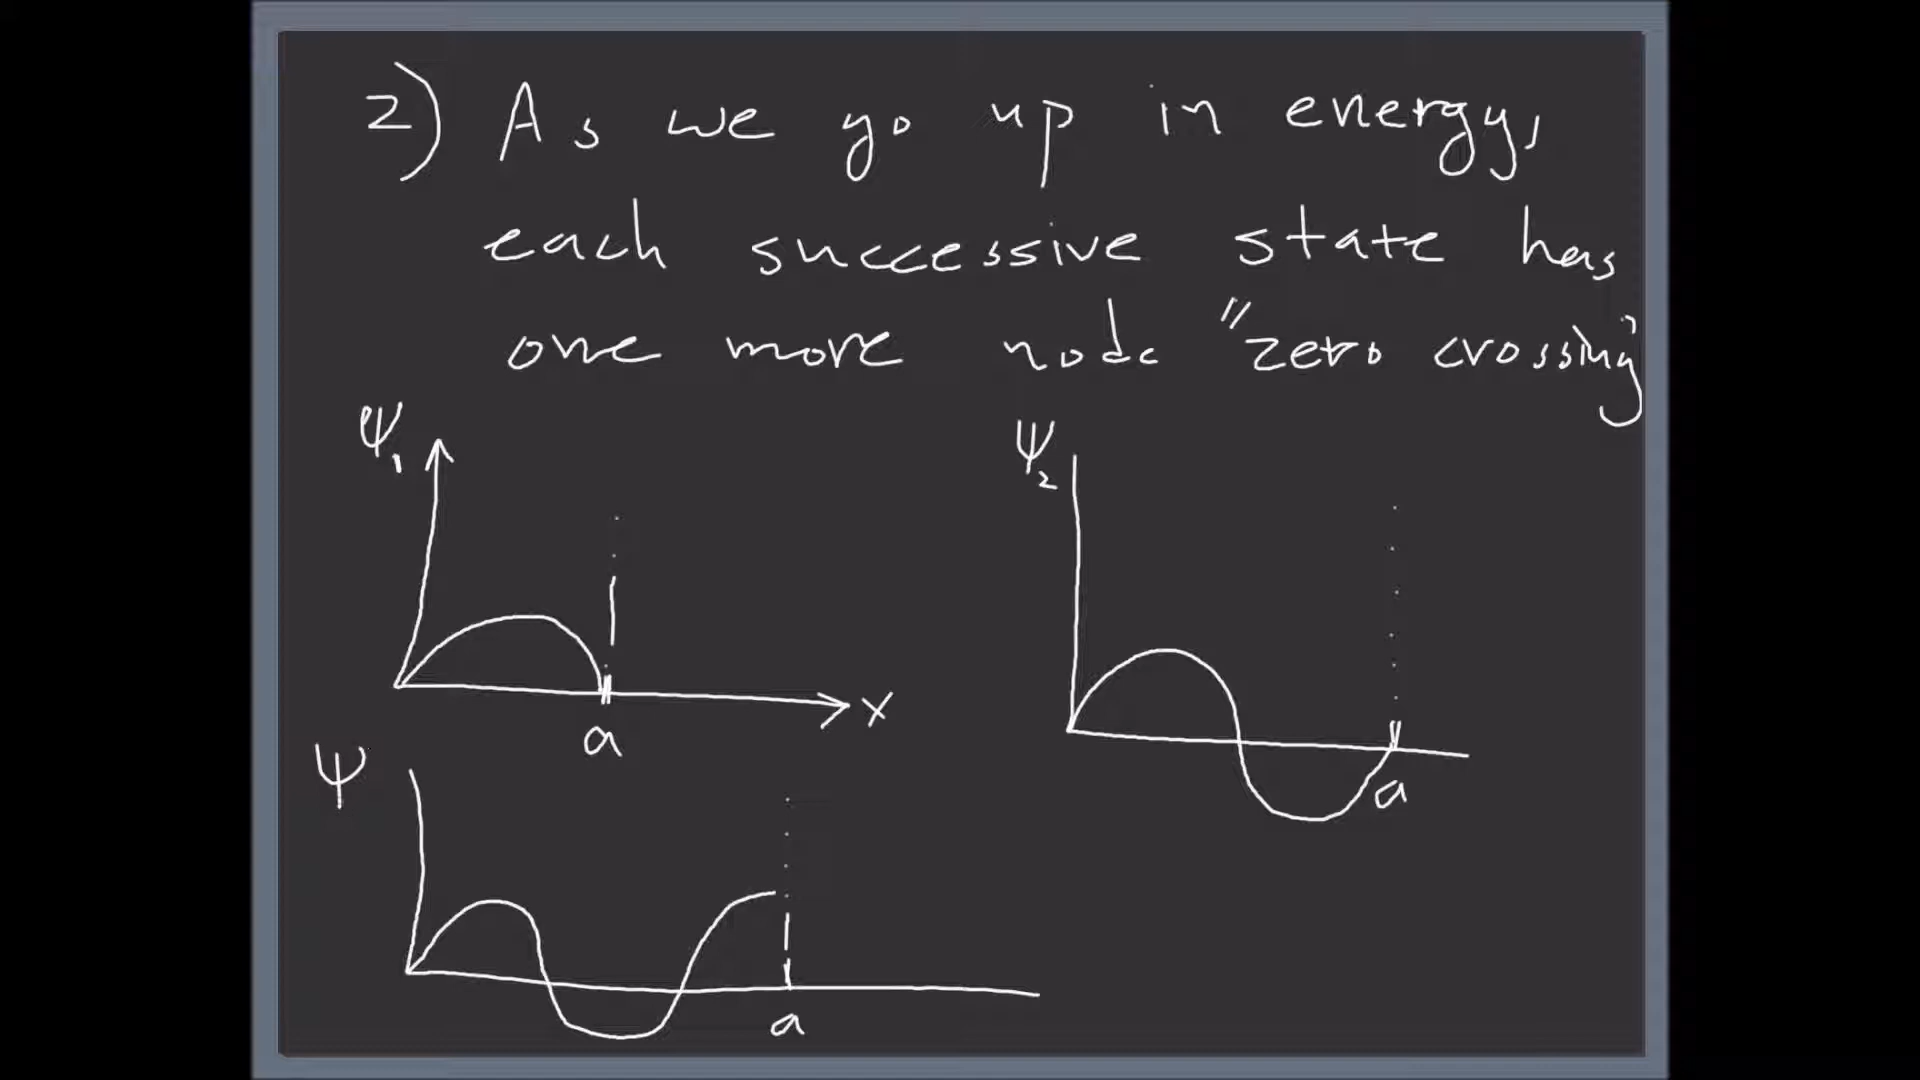 2) As we go up in energy,
each successive state has
one more node "zero crossing"
ψ₁
ψ₂
x
a
a
ψ
a